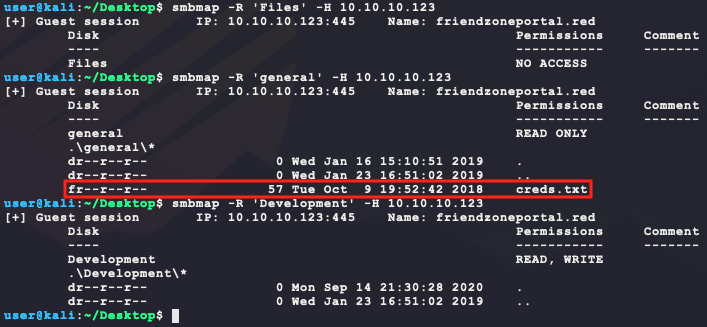 user@kali:~/Desktop$ smbmap -R 'Files' -H 10.10.10.123
[+] Guest session IP: 10.10.10.123:445 Name: friendzoneportal.red
Disk Permissions Comment
---- ----------- -------
Files NO ACCESS
user@kali:~/Desktop$ smbmap -R 'general' -H 10.10.10.123
[+] Guest session IP: 10.10.10.123:445 Name: friendzoneportal.red
Disk Permissions Comment
---- ----------- -------
general READ ONLY
.\general\*
dr--r--r-- 0 Wed Jan 16 15:10:51 2019 .
dr--r--r-- 0 Wed Jan 23 16:51:02 2019 ..
fr--r--r-- 57 Tue Oct 9 19:52:42 2018 creds.txt
user@kali:~/Desktop$ smbmap -R 'Development' -H 10.10.10.123
[+] Guest session IP: 10.10.10.123:445 Name: friendzoneportal.red
Disk Permissions Comment
---- ----------- -------
Development READ, WRITE
.\Development\*
dr--r--r-- 0 Mon Sep 14 21:30:28 2020 .
dr--r--r-- 0 Wed Jan 23 16:51:02 2019 ..
user@kali:~/Desktop$